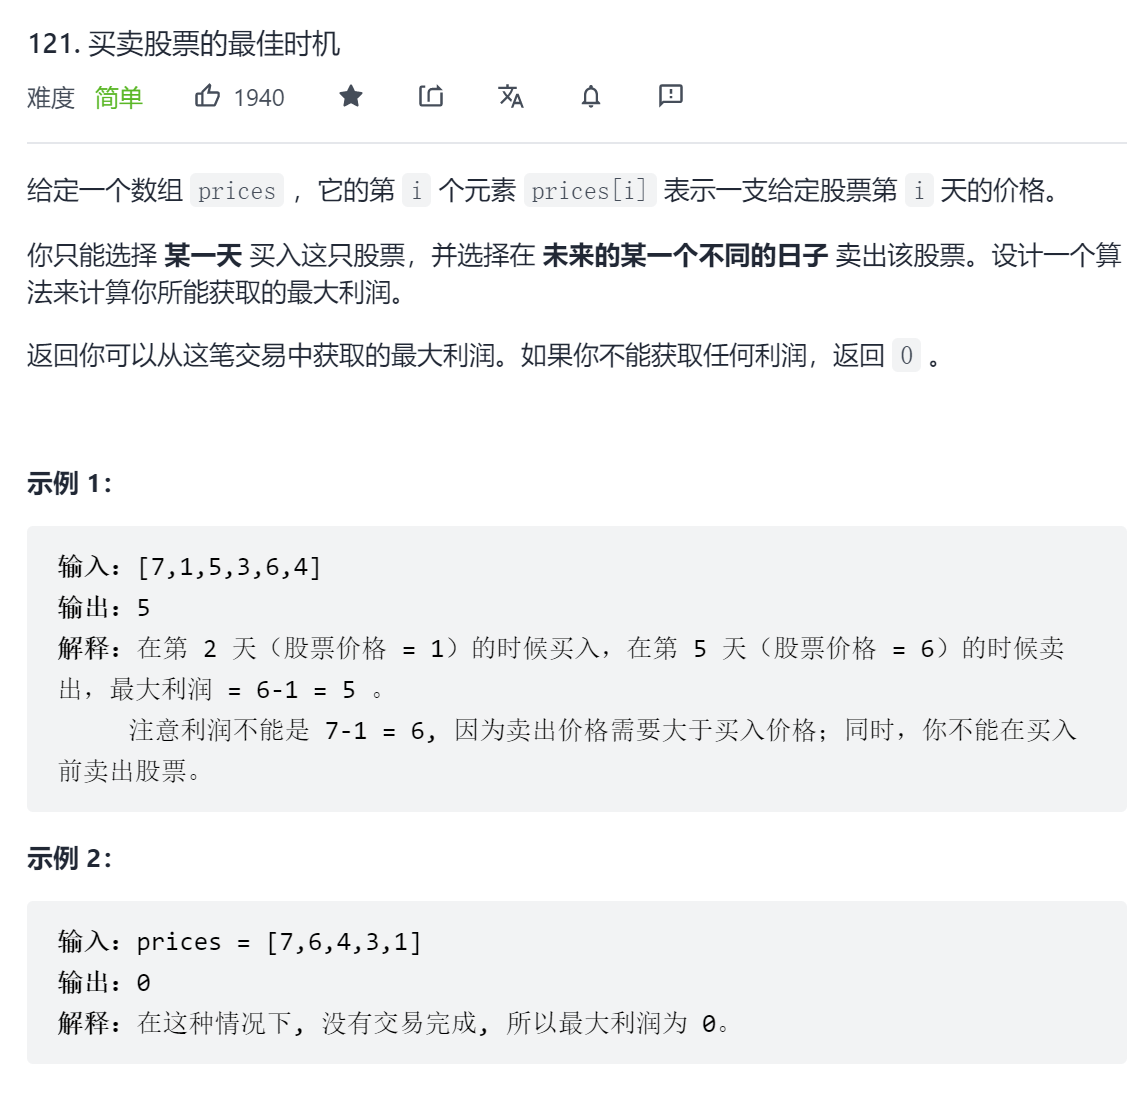 121. 买卖股票的最佳时机
难度 简单 1940
给定一个数组 prices ，它的第 i 个元素 prices[i] 表示一支给定股票第 i 天的价格。
你只能选择 某一天 买入这只股票，并选择在 未来的某一个不同的日子 卖出该股票。设计一个算
法来计算你所能获取的最大利润。
返回你可以从这笔交易中获取的最大利润。如果你不能获取任何利润，返回 0 。
示例 1：
输入：[7,1,5,3,6,4]
输出：5
解释：在第 2 天（股票价格 = 1）的时候买入，在第 5 天（股票价格 = 6）的时候卖
出，最大利润 = 6-1 = 5 。
注意利润不能是 7-1 = 6, 因为卖出价格需要大于买入价格；同时，你不能在买入
前卖出股票。
示例 2：
输入：prices = [7,6,4,3,1]
输出：0
解释：在这种情况下, 没有交易完成, 所以最大利润为 0。